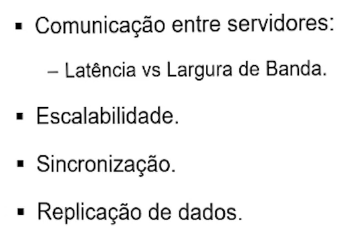 ▪ Comunicação entre servidores:
– Latência vs Largura de Banda.
▪ Escalabilidade.
▪ Sincronização.
▪ Replicação de dados.